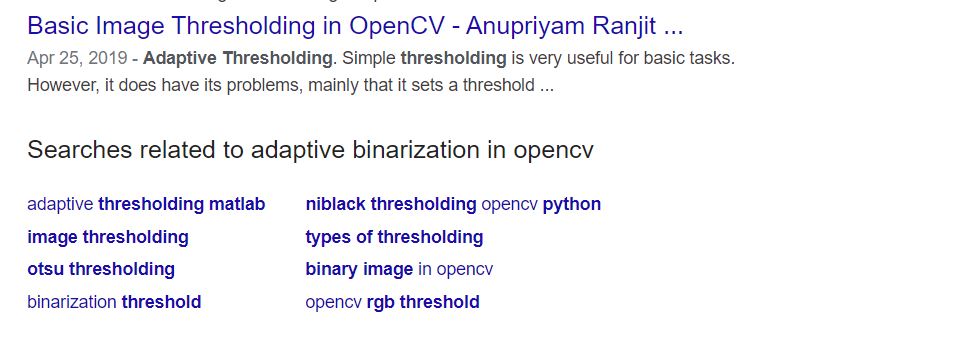 Basic Image Thresholding in OpenCV - Anupriyam Ranjit ...
Apr 25, 2019 - Adaptive Thresholding. Simple thresholding is very useful for basic tasks.
However, it does have its problems, mainly that it sets a threshold ...
Searches related to adaptive binarization in opencv
adaptive thresholding matlab
image thresholding
otsu thresholding
binarization threshold
niblack thresholding opencv python
types of thresholding
binary image in opencv
opencv rgb threshold